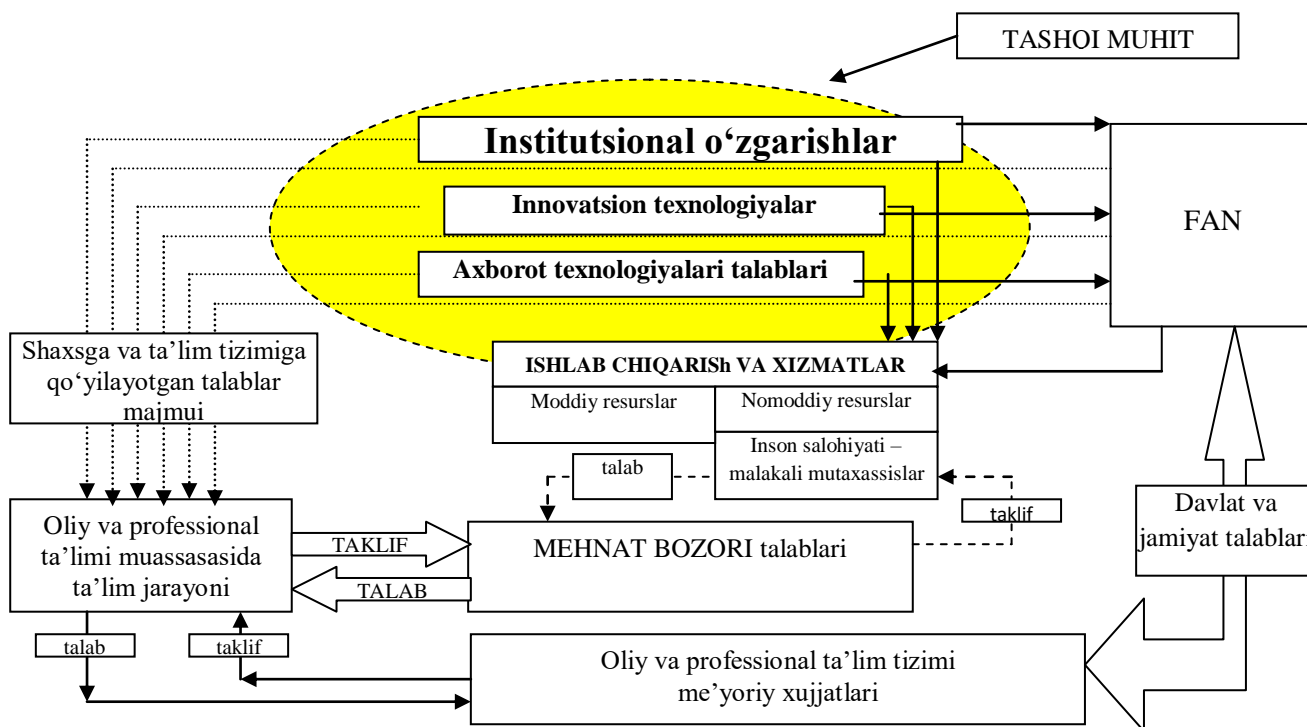 TASHQI MUHIT
Institutsional o‘zgarishlar
Innovatsion texnologiyalar
FAN
Axborot texnologiyalari talablari
Shaxsga va ta’lim tizimiga
qo‘yilayotgan talablar
majmui
ISHLAB CHIQARISh VA XIZMATLAR
Moddiy resurslar
Nomoddiy resurslar
Inson salohiyati –
malakali mutaxassislar
talab
taklif
Davlat va
jamiyat talablari
Oliy va professional
ta’limi muassasasida
ta’lim jarayoni
TAKLIF
TALAB
MEHNAT BOZORI talablari
talab
taklif
Oliy va professional ta’lim tizimi
me’yoriy xujjatlari